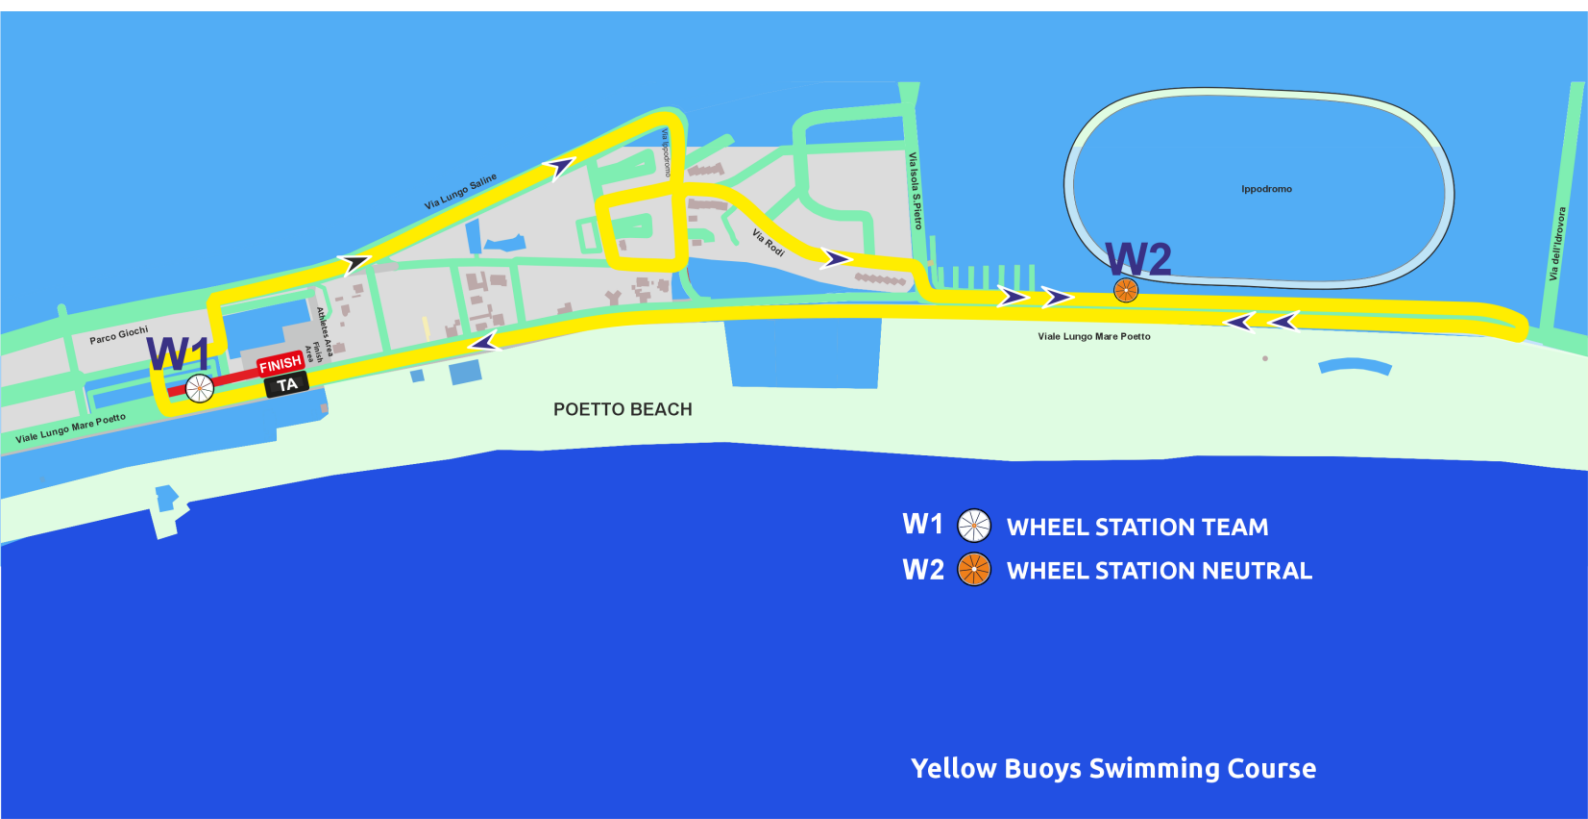 Via Lungo Saline
Via Ippodromo
Via Isola S.Pietro
Ippodromo
Via dell'Idrovora
Via Rodi
W2
Parco Giochi
W1
Athletes Area
Finish
Area
FINISH
TA
Viale Lungo Mare Poetto
Viale Lungo Mare Poetto
POETTO BEACH
W1 WHEEL STATION TEAM
W2 WHEEL STATION NEUTRAL
Yellow Buoys Swimming Course